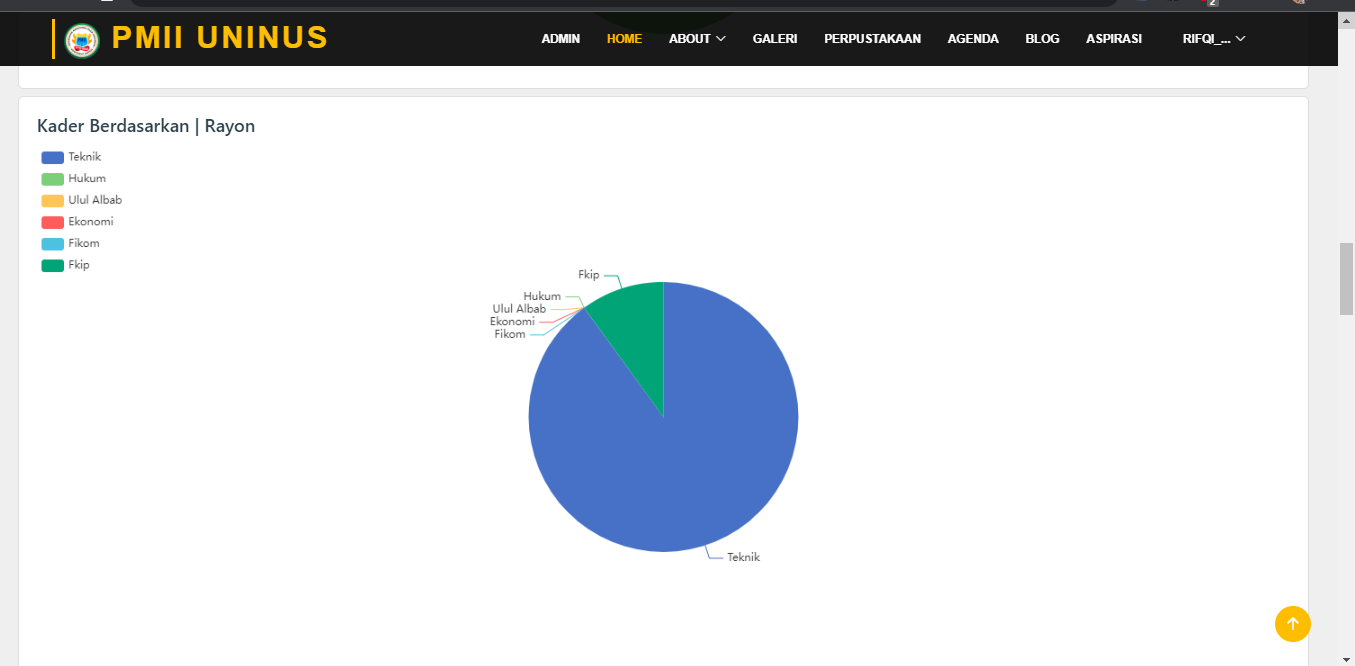 2
PMII UNINUS
ADMIN HOME ABOUT GALERI PERPUSTAKAAN AGENDA BLOG ASPIRASI RIFQI_...
Kader Berdasarkan | Rayon
Teknik
Hukum
Ulul Albab
Ekonomi
Fikom
Fkip
Fkip
Hukum
Ulul Albab
Ekonomi
Fikom
Teknik